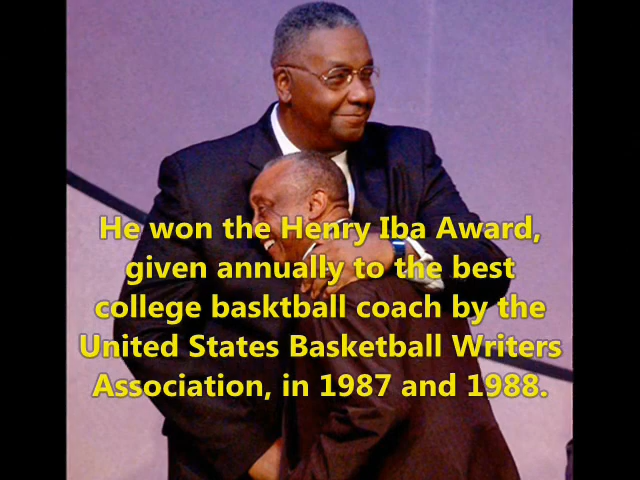 He won the Henry Iba Award,
given annually to the best
college basktball coach by the
United States Basketball Writers
Association, in 1987 and 1988.